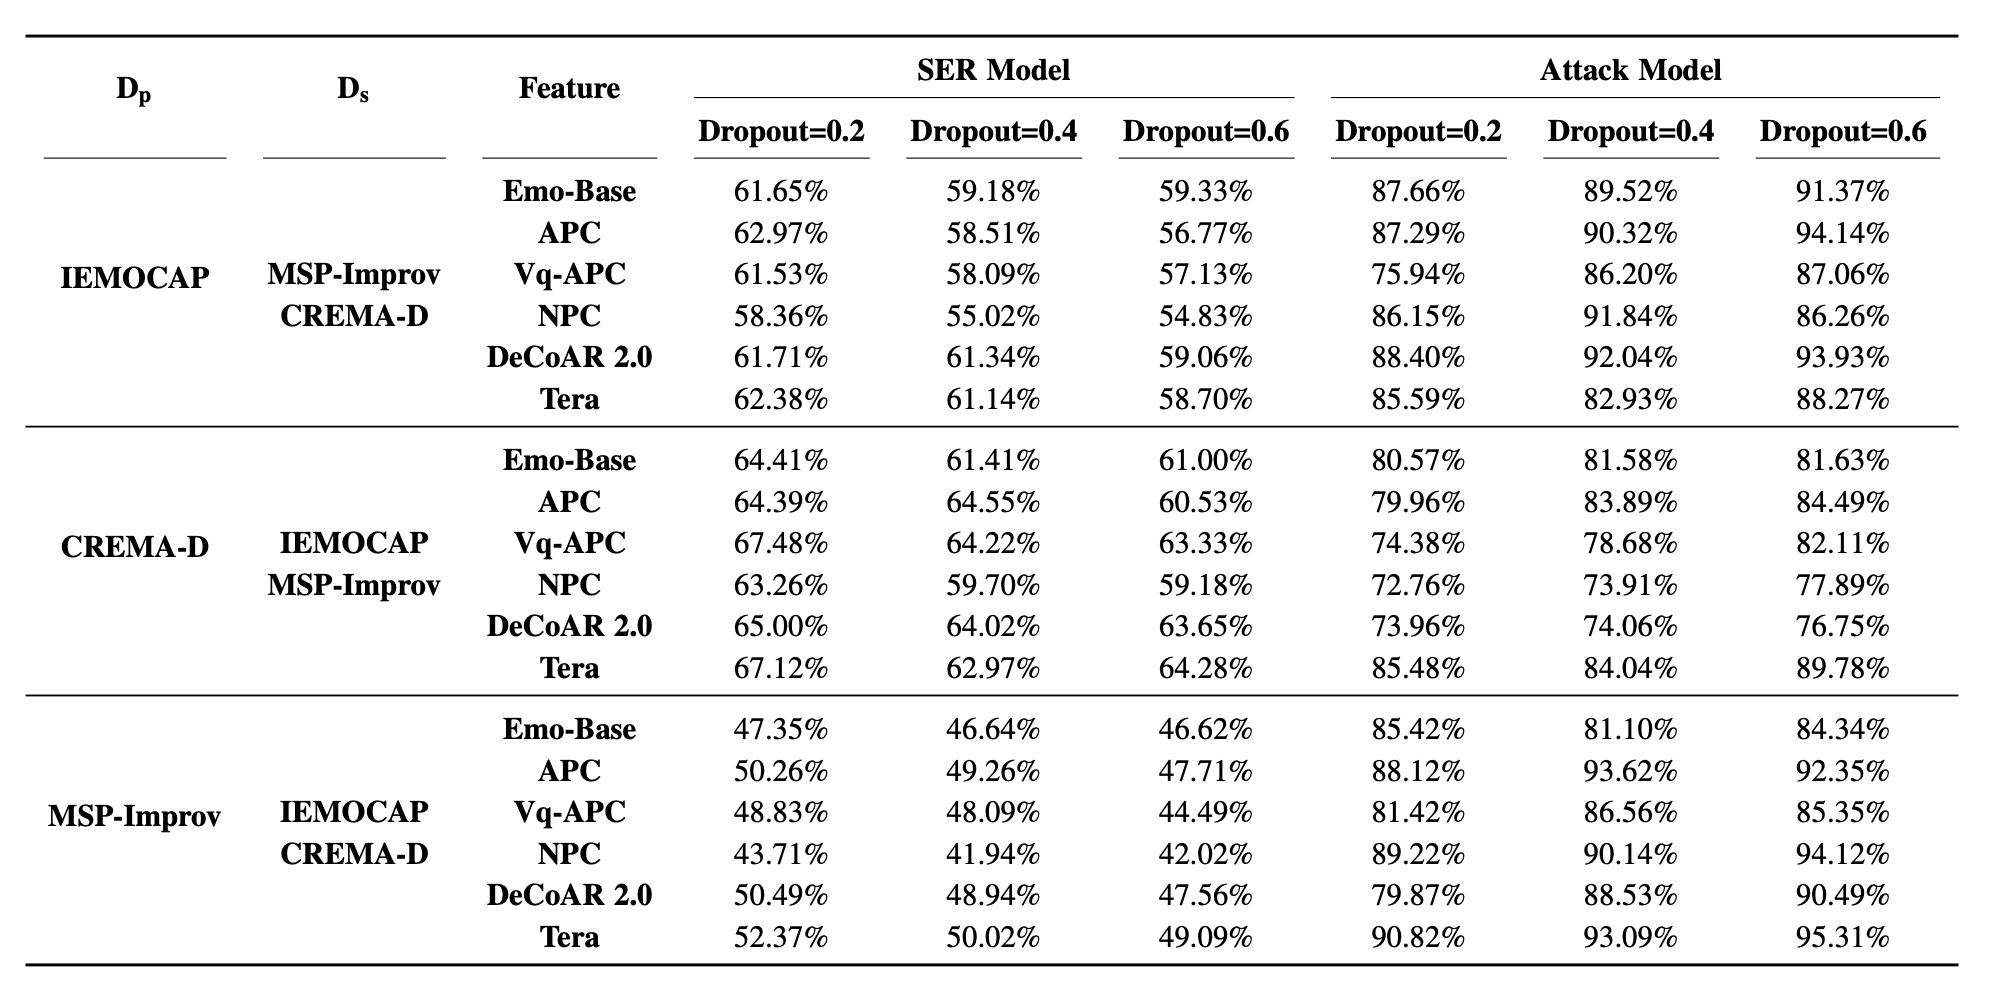 Dp Ds Feature SER Model Attack Model
Dropout=0.2 Dropout=0.4 Dropout=0.6 Dropout=0.2 Dropout=0.4 Dropout=0.6
Emo-Base 61.65% 59.18% 59.33% 87.66% 89.52% 91.37%
APC 62.97% 58.51% 56.77% 87.29% 90.32% 94.14%
IEMOCAP MSP-Improv Vq-APC 61.53% 58.09% 57.13% 75.94% 86.20% 87.06%
CREMA-D NPC 58.36% 55.02% 54.83% 86.15% 91.84% 86.26%
DeCoAR 2.0 61.71% 61.34% 59.06% 88.40% 92.04% 93.93%
Tera 62.38% 61.14% 58.70% 85.59% 82.93% 88.27%
Emo-Base 64.41% 61.41% 61.00% 80.57% 81.58% 81.63%
APC 64.39% 64.55% 60.53% 79.96% 83.89% 84.49%
CREMA-D IEMOCAP Vq-APC 67.48% 64.22% 63.33% 74.38% 78.68% 82.11%
MSP-Improv NPC 63.26% 59.70% 59.18% 72.76% 73.91% 77.89%
DeCoAR 2.0 65.00% 64.02% 63.65% 73.96% 74.06% 76.75%
Tera 67.12% 62.97% 64.28% 85.48% 84.04% 89.78%
Emo-Base 47.35% 46.64% 46.62% 85.42% 81.10% 84.34%
APC 50.26% 49.26% 47.71% 88.12% 93.62% 92.35%
MSP-Improv IEMOCAP Vq-APC 48.83% 48.09% 44.49% 81.42% 86.56% 85.35%
CREMA-D NPC 43.71% 41.94% 42.02% 89.22% 90.14% 94.12%
DeCoAR 2.0 50.49% 48.94% 47.56% 79.87% 88.53% 90.49%
Tera 52.37% 50.02% 49.09% 90.82% 93.09% 95.31%